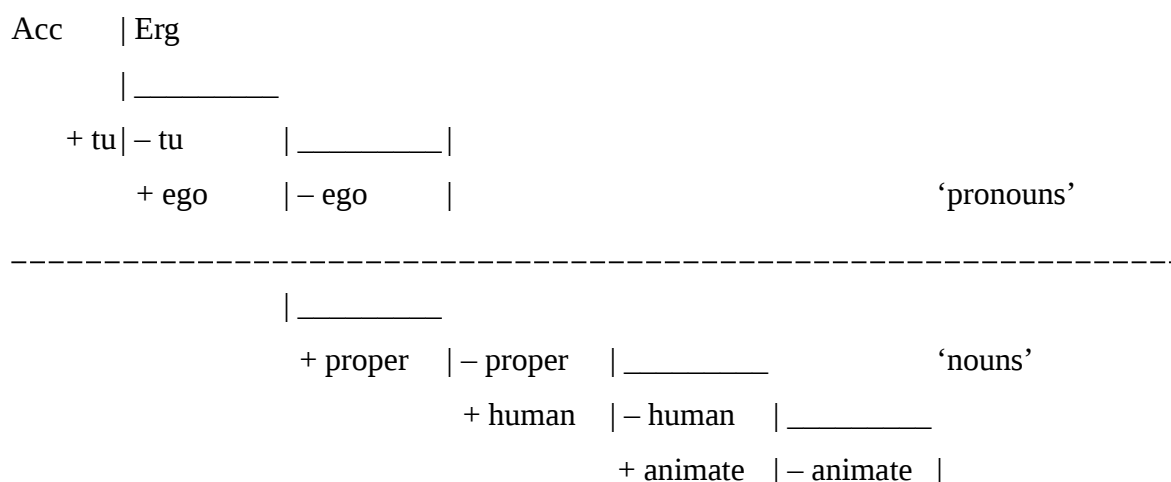 Acc | Erg
| _________
+ tu | – tu | _________ |
+ ego | – ego | ‘pronouns’
| _________
+ proper | – proper | _________ ‘nouns’
+ human | – human | _________
+ animate | – animate |